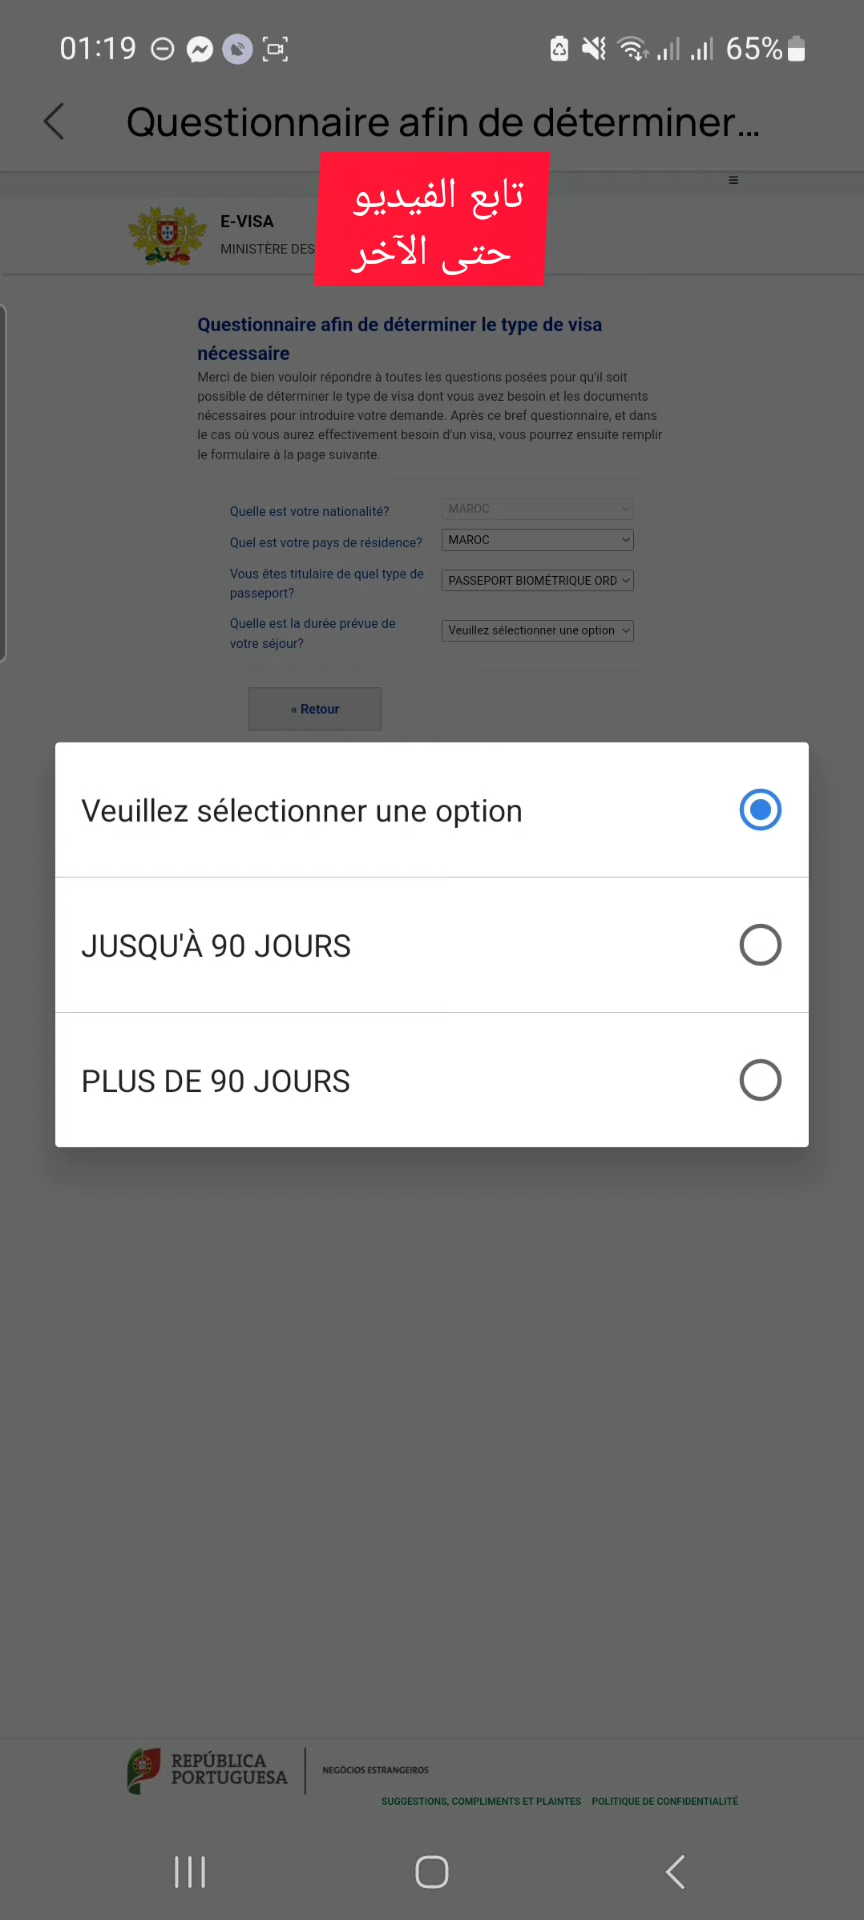 01:19
65%
Questionnaire afin de déterminer...
تابع الفيديو
حتى الآخر
E-VISA
MINISTÈRE DES
Questionnaire afin de déterminer le type de visa
nécessaire
Merci de bien vouloir répondre à toutes les questions posées pour qu'il soit
possible de déterminer le type de visa dont vous avez besoin et les documents
nécessaires pour introduire votre demande. Après ce bref questionnaire, et dans
le cas où vous aurez effectivement besoin d'un visa, vous pourrez ensuite remplir
le formulaire à la page suivante.
Quelle est votre nationalité?
MAROC
Quel est votre pays de résidence?
MAROC
Vous êtes titulaire de quel type de
passeport?
PASSEPORT BIOMÉTRIQUE ORD
Quelle est la durée prévue de
votre séjour?
Veuillez sélectionner une option
« Retour
Veuillez sélectionner une option
JUSQU'À 90 JOURS
PLUS DE 90 JOURS
REPÚBLICA
PORTUGUESA
NEGÓCIOS ESTRANGEIROS
SUGGESTIONS, COMPLIMENTS ET PLAINTES
POLITIQUE DE CONFIDENTIALITÉ